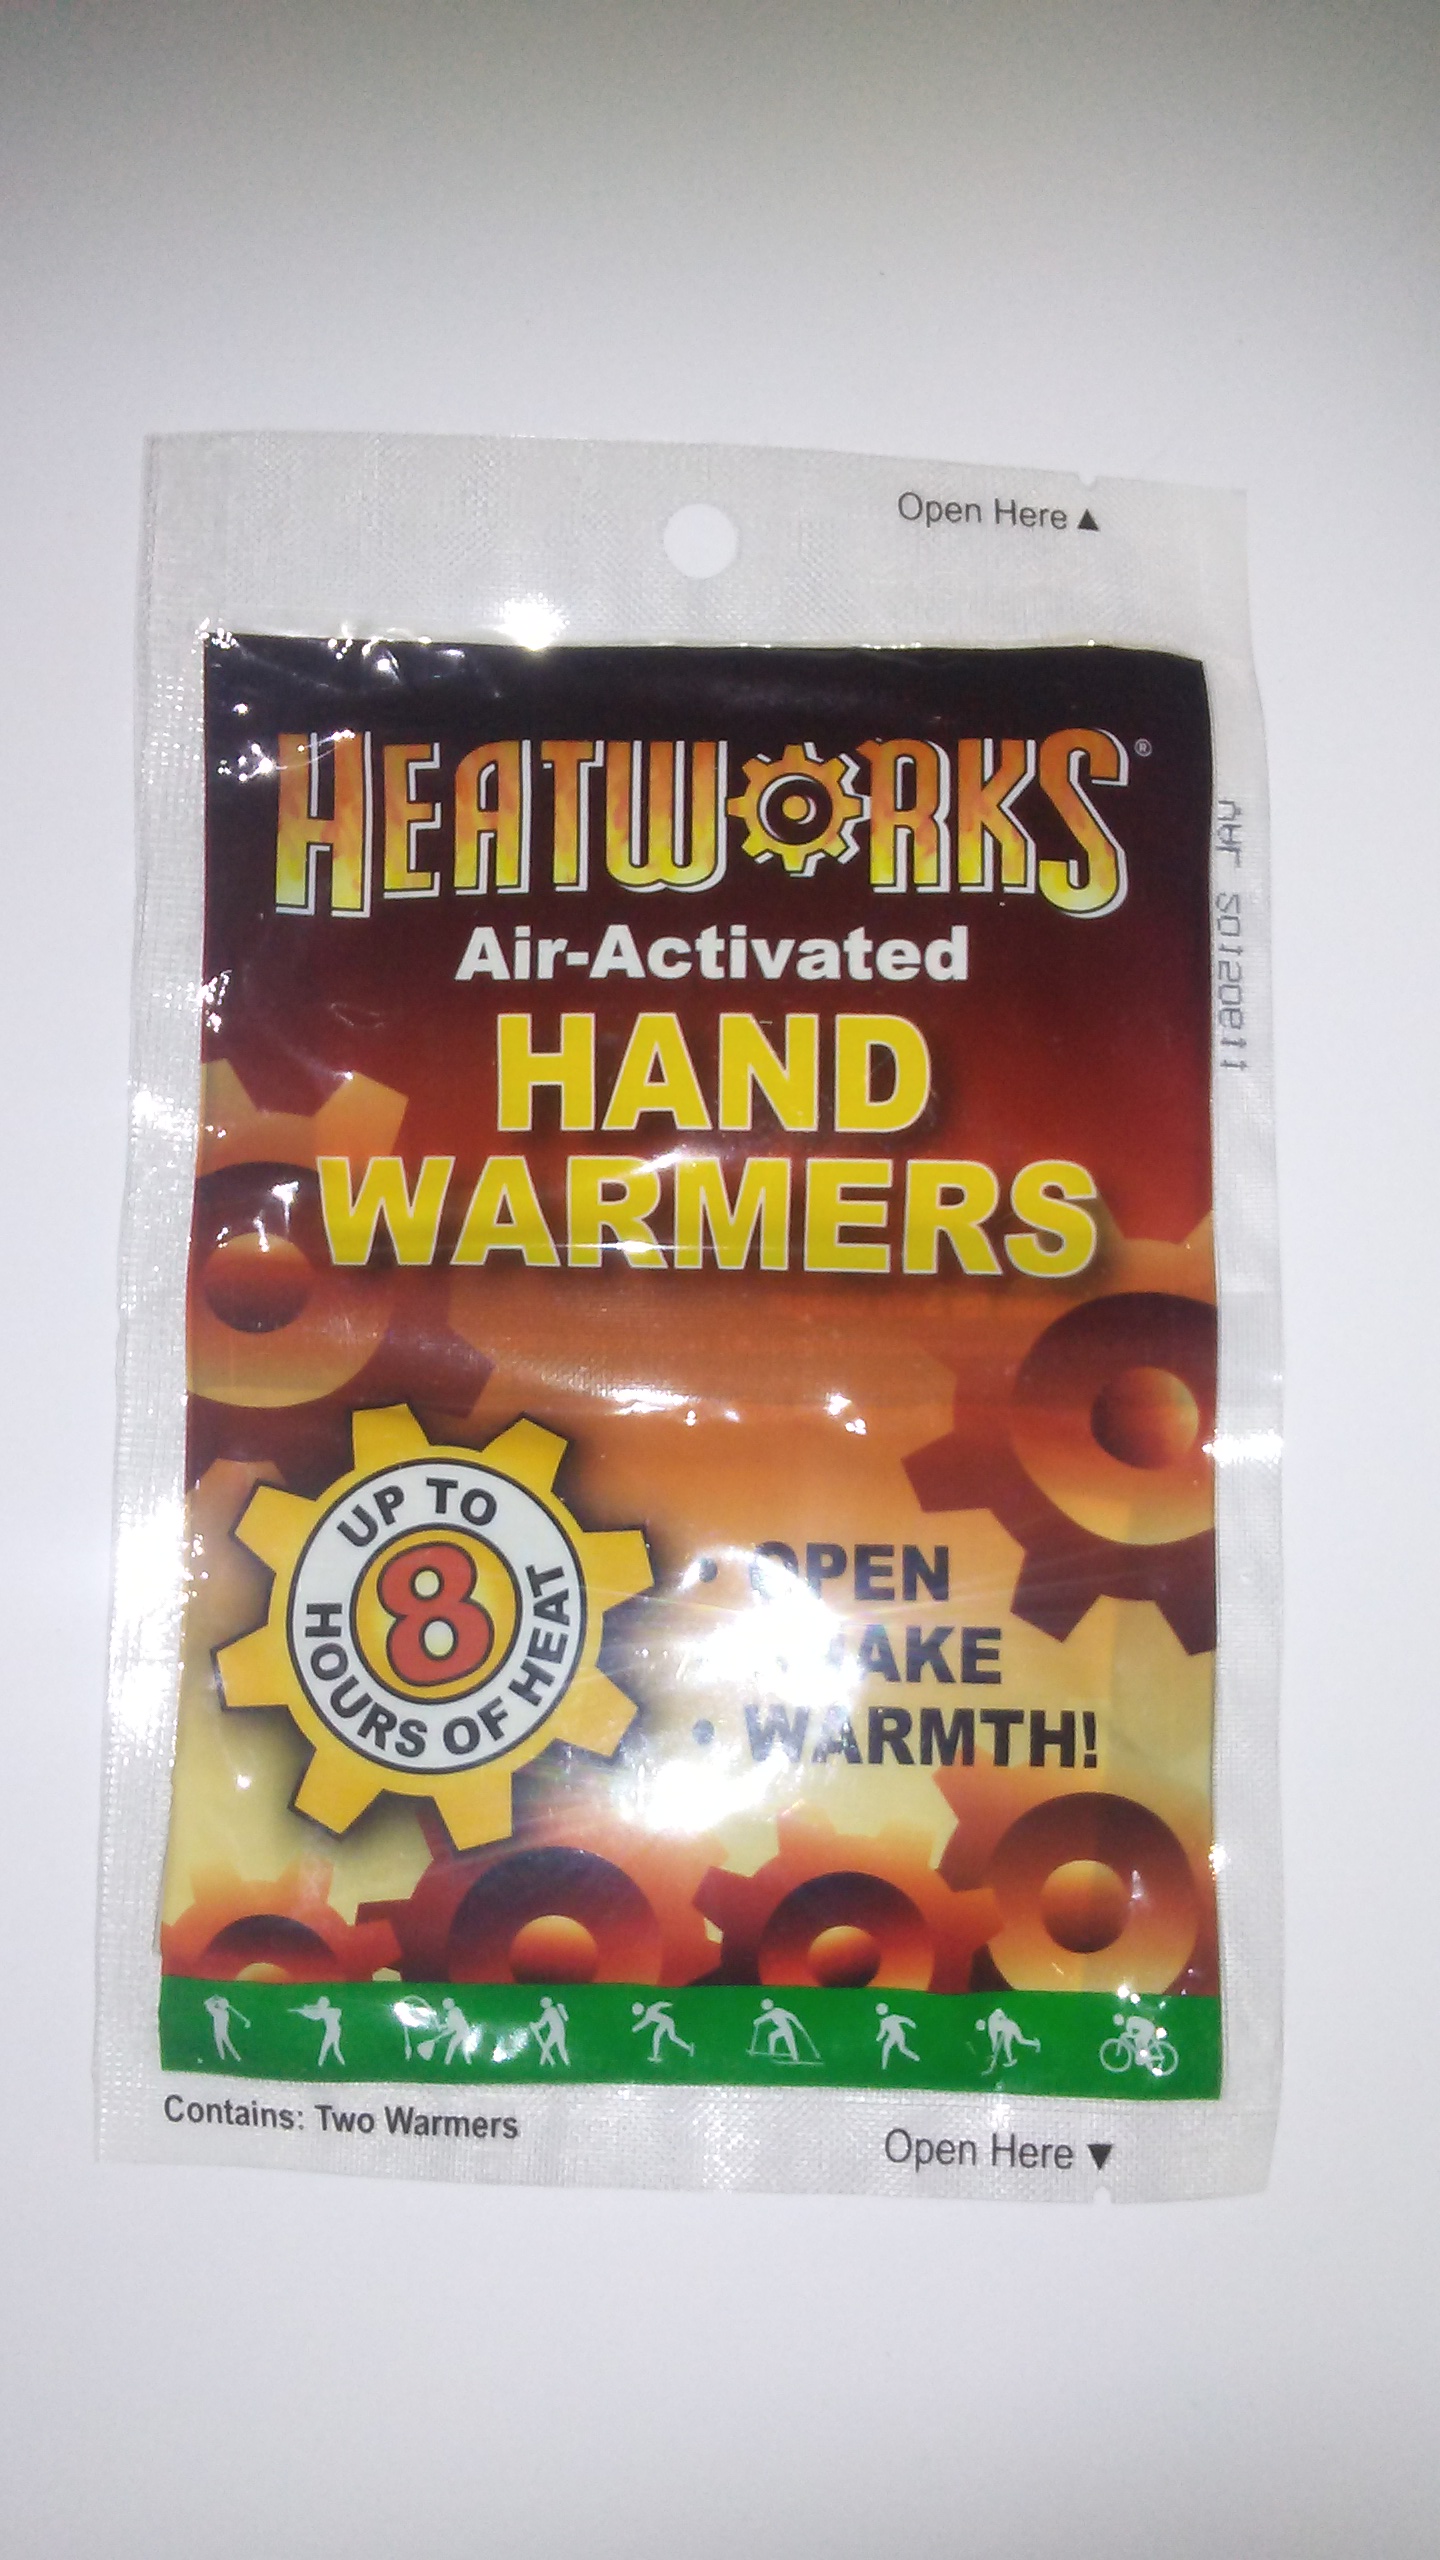 Open Here ▲
HEATWORKS®
Air-Activated
HAND
WARMERS
UP TO
8
HOURS OF HEAT
• OPEN
• SHAKE
• WARMTH!
Contains: Two Warmers
Open Here ▼